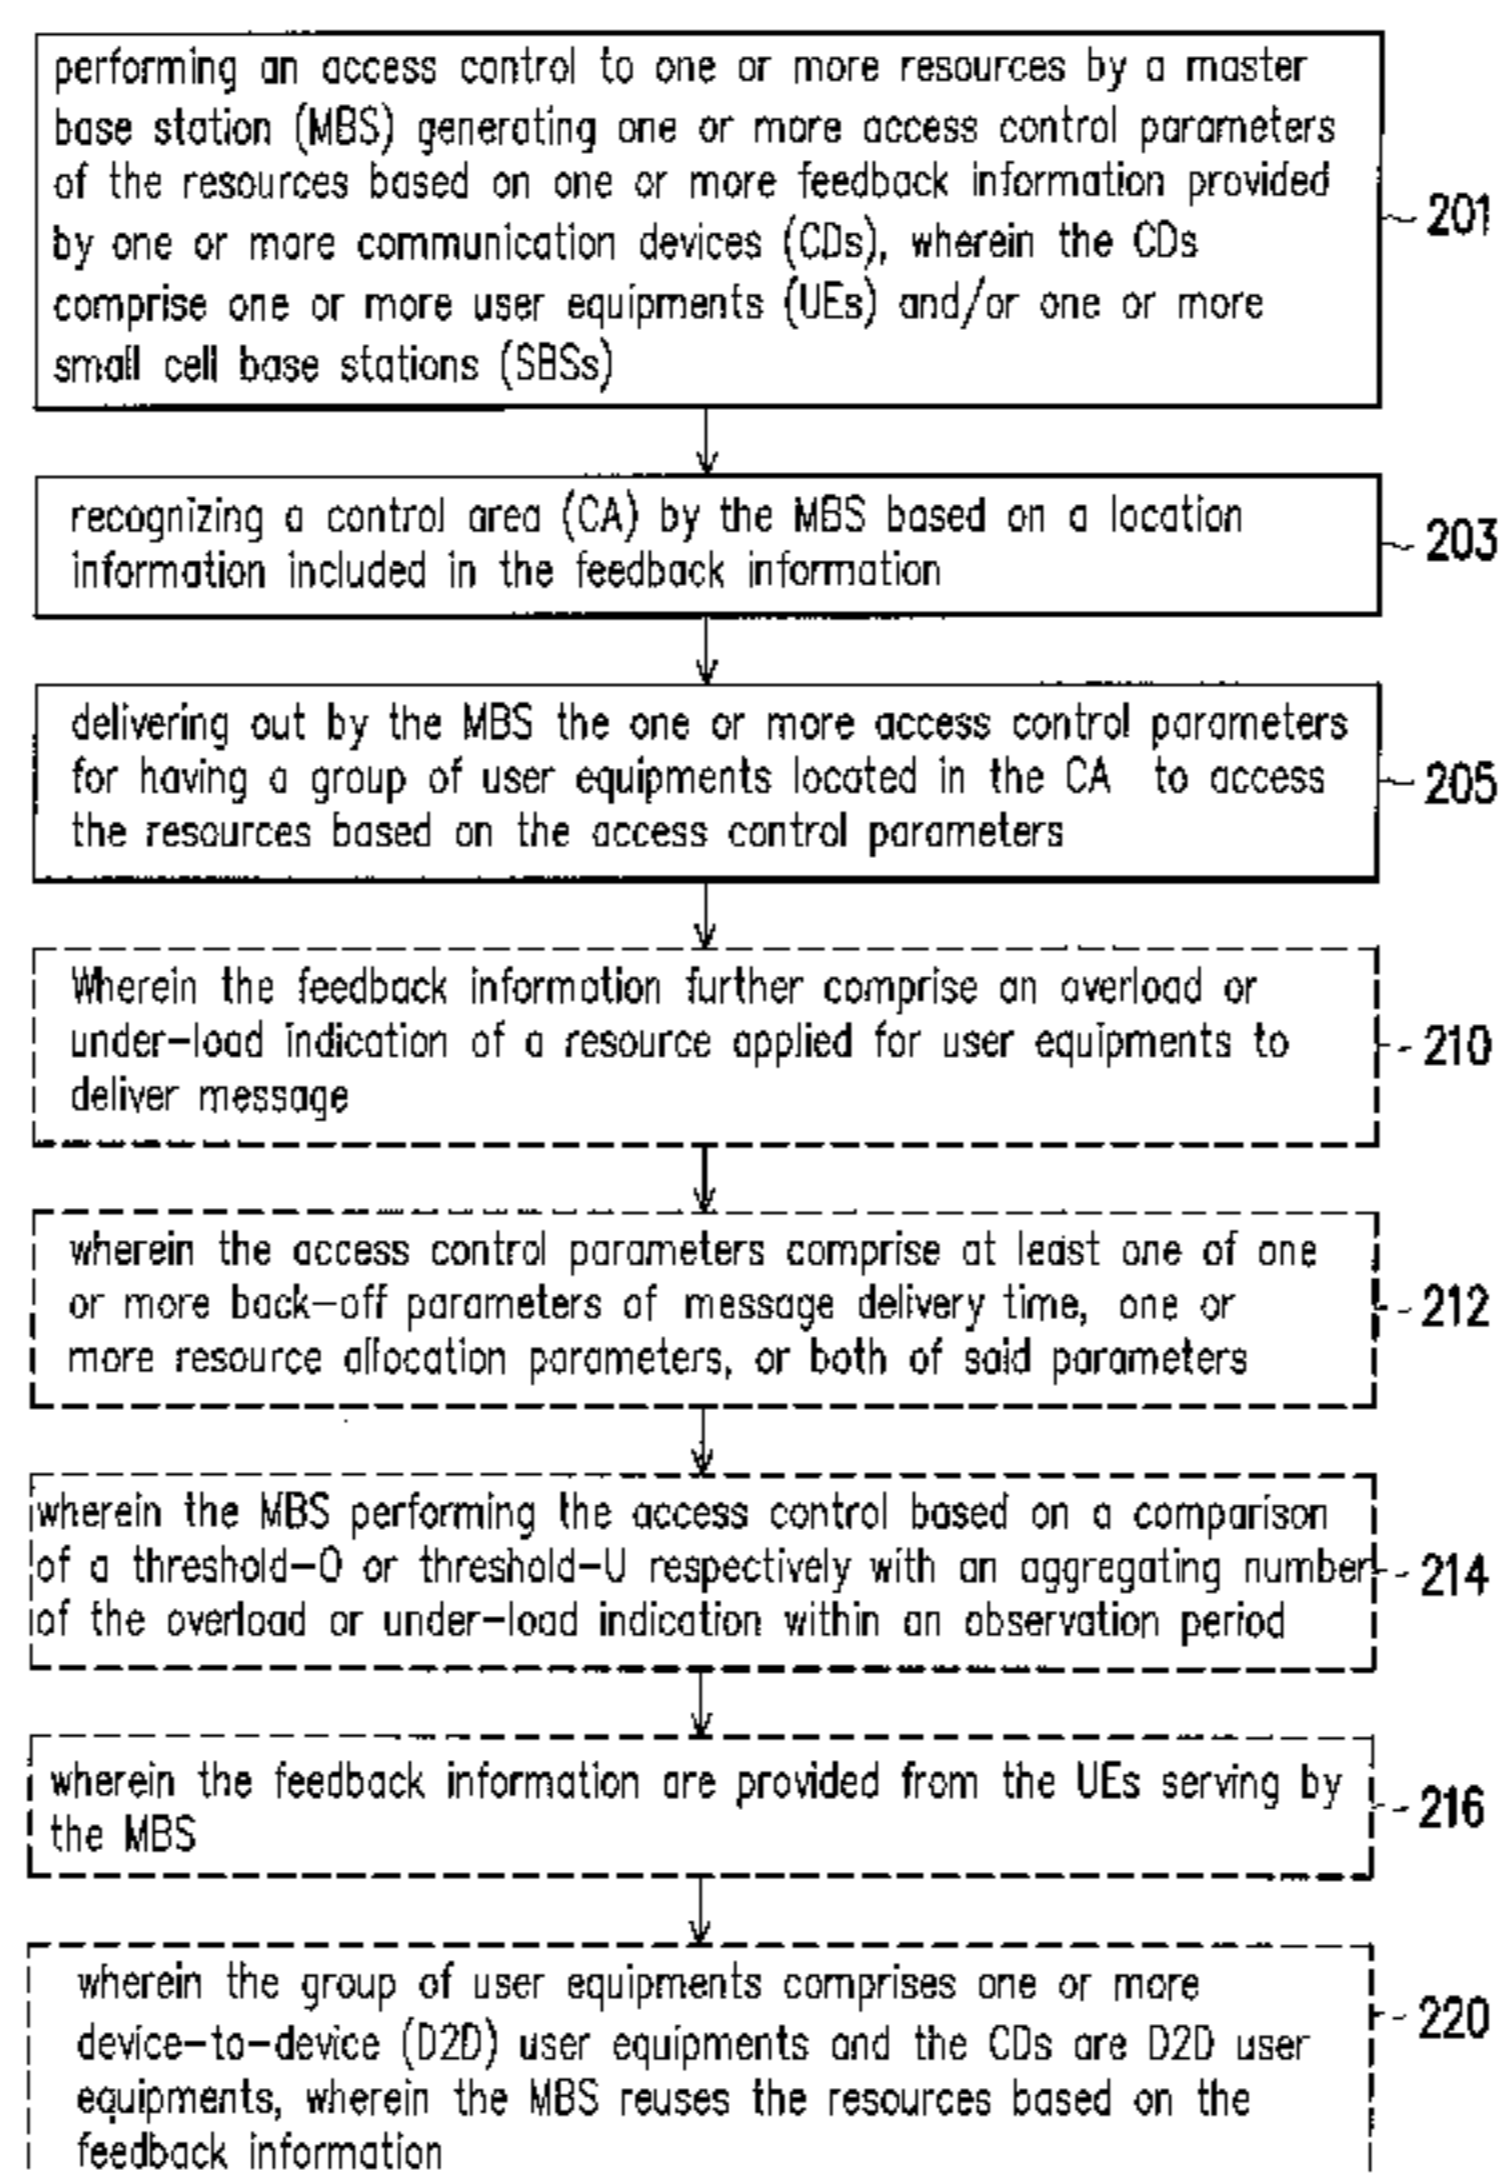 performing an access control to one or more resources by a master
base station (MBS) generating one or more access control parameters
of the resources based on one or more feedback information provided
by one or more communication devices (CDs), wherein the CDs
comprise one or more user equipments (UEs) and/or one or more
small cell base stations (SBSs)
201
recognizing a control area (CA) by the MBS based on a location
information included in the feedback information
203
delivering out by the MBS the one or more access control parameters
for having a group of user equipments located in the CA to access
the resources based on the access control parameters
205
Wherein the feedback information further comprise an overload or
under-load indication of a resource applied for user equipments to
deliver message
210
wherein the access control parameters comprise at least one of one
or more back-off parameters of message delivery time, one or
more resource allocation parameters, or both of said parameters
212
wherein the MBS performing the access control based on a comparison
of a threshold-O or threshold-U respectively with an aggregating number
of the overload or under-load indication within an observation period
214
wherein the feedback information are provided from the UEs serving by
the MBS
216
wherein the group of user equipments comprises one or more
device-to-device (D2D) user equipments and the CDs are D2D user
equipments, wherein the MBS reuses the resources based on the
feedback information
220